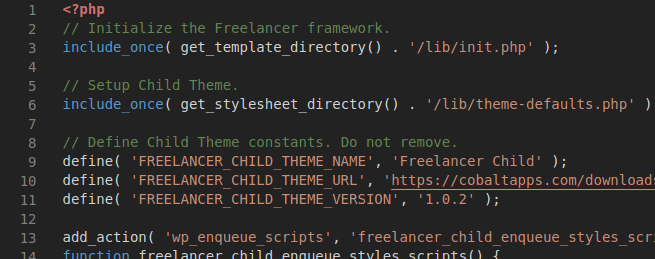 1 <?php
2 // Initialize the Freelancer framework.
3 include_once( get_template_directory() . '/lib/init.php' );
4
5 // Setup Child Theme.
6 include_once( get_stylesheet_directory() . '/lib/theme-defaults.php' )
7
8 // Define Child Theme constants. Do not remove.
9 define( 'FREELANCER_CHILD_THEME_NAME', 'Freelancer Child' );
10 define( 'FREELANCER_CHILD_THEME_URL', 'https://cobaltapps.com/downloads
11 define( 'FREELANCER_CHILD_THEME_VERSION', '1.0.2' );
12
13 add_action( 'wp_enqueue_scripts', 'freelancer_child_enqueue_styles_scri
14 function freelancer_child_enqueue_styles_scripts() {